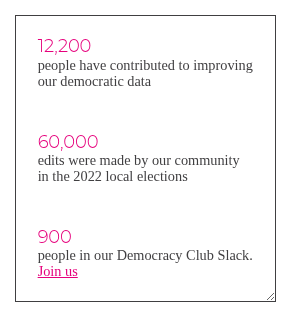 12,200
people have contributed to improving
our democratic data
60,000
edits were made by our community
in the 2022 local elections
900
people in our Democracy Club Slack.
Join us